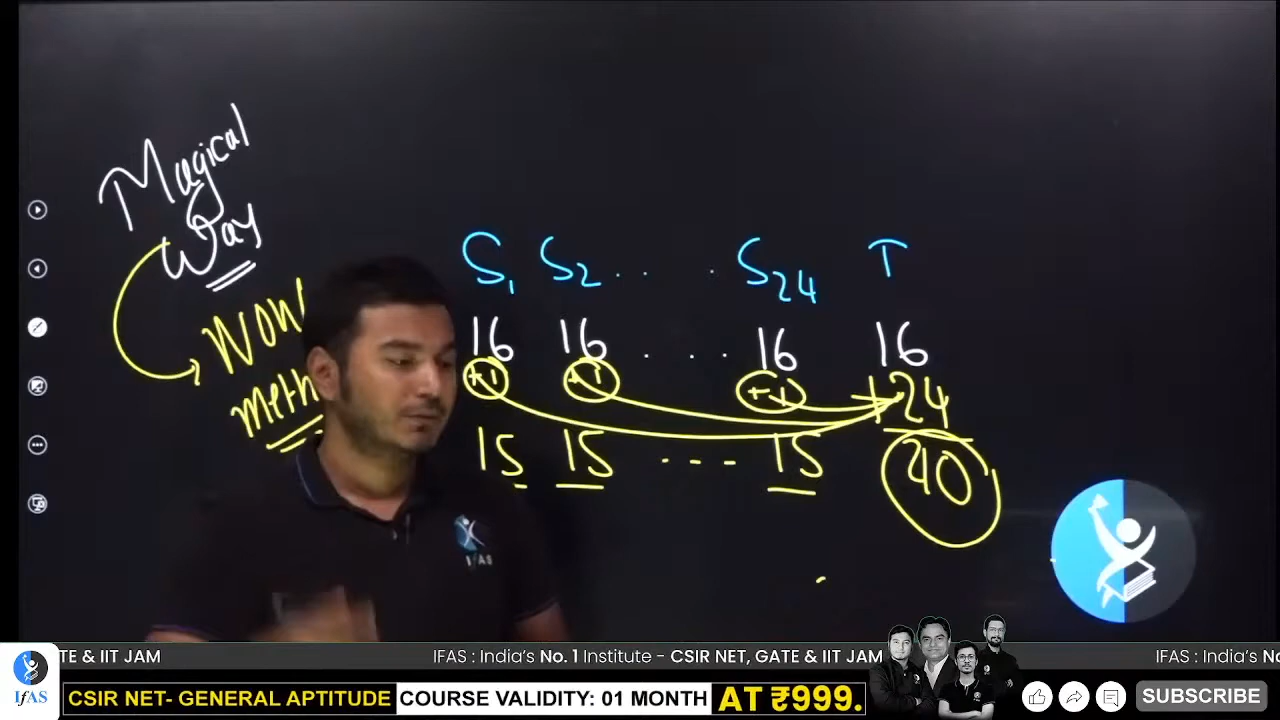 Magical
Way
WOW
meth
S1 S2 .. . S24 T
16 16 . . . 16 16
+1 +1 +1 +24
15 15 --- 15 40
IFAS
TE & IIT JAM
IFAS : India's No. 1 Institute - CSIR NET, GATE & IIT JAM
IFAS : India's No
IfAS
CSIR NET- GENERAL APTITUDE COURSE VALIDITY: 01 MONTH AT ₹999.
SUBSCRIBE